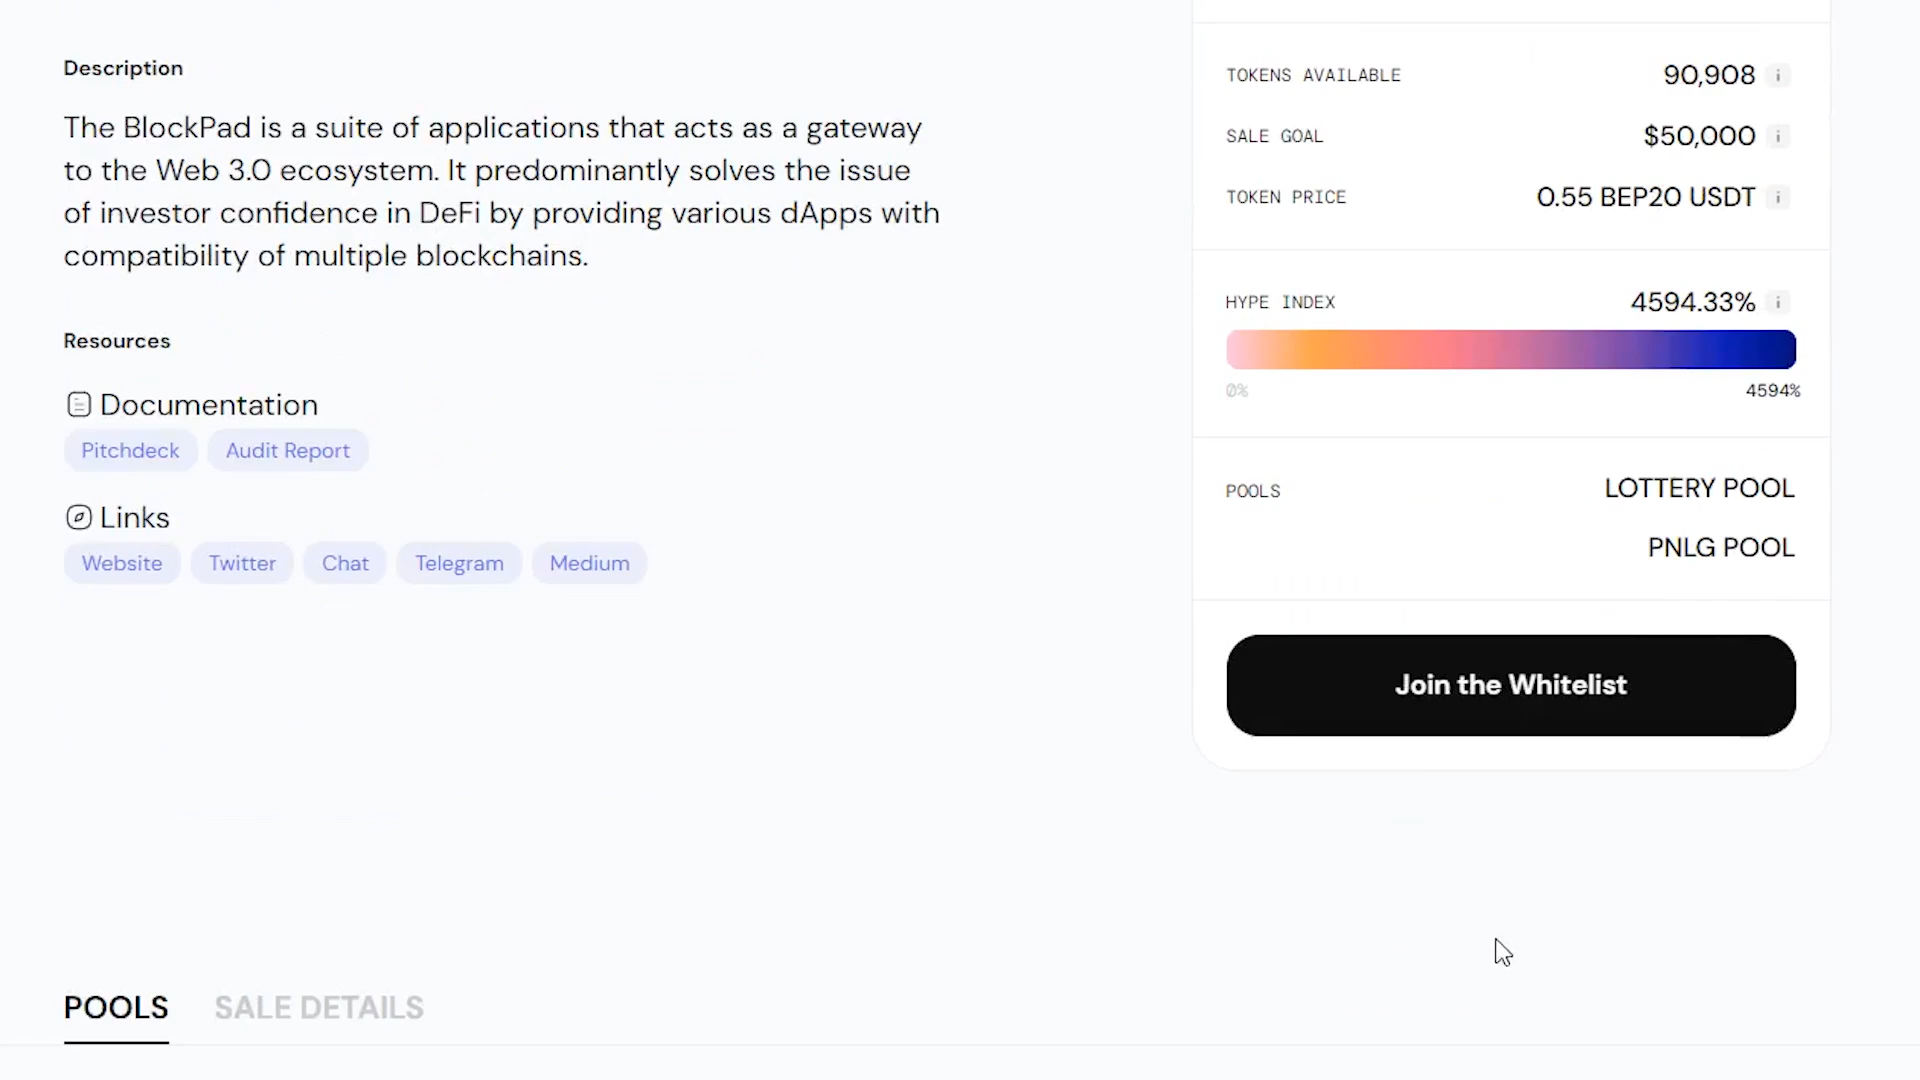 Description
The BlockPad is a suite of applications that acts as a gateway
to the Web 3.0 ecosystem. It predominantly solves the issue
of investor confidence in DeFi by providing various dApps with
compatibility of multiple blockchains.
Resources
Documentation
Pitchdeck Audit Report
Links
Website Twitter Chat Telegram Medium
TOKENS AVAILABLE 90,908 i
SALE GOAL $50,000 i
TOKEN PRICE 0.55 BEP20 USDT i
HYPE INDEX 4594.33% i
0% 4594%
POOLS LOTTERY POOL
PNLG POOL
Join the Whitelist
POOLS SALE DETAILS